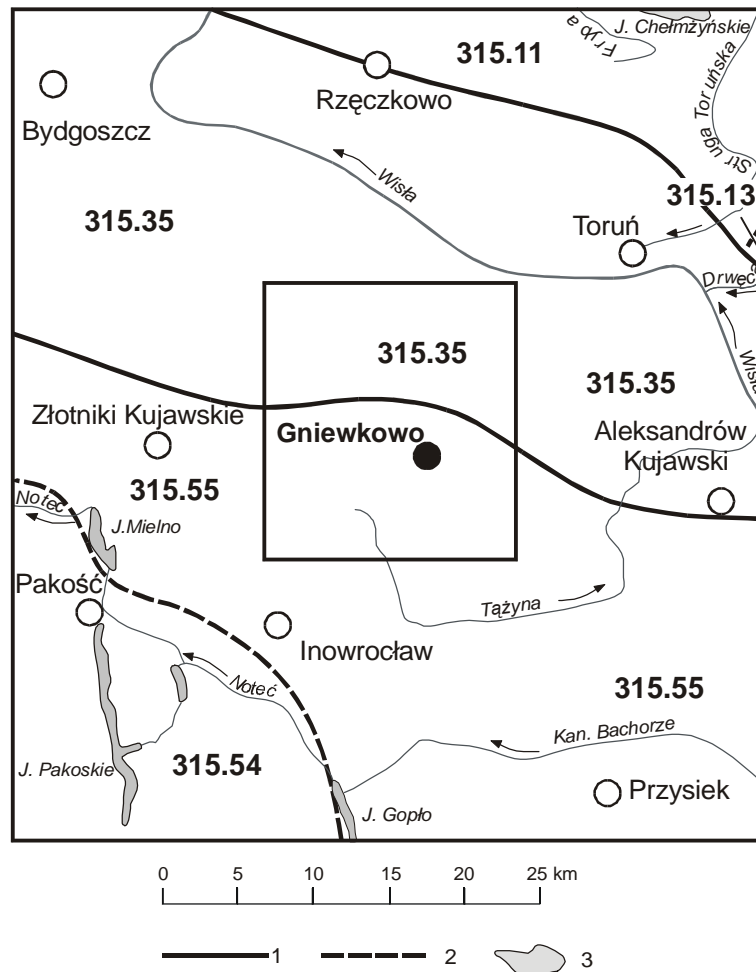 J. Chełmżyńskie
Fryba
315.11
Rzęczkowo
Bydgoszcz
Struga Toruńska
Wisła
315.13
315.35
Toruń
Drwęca
315.35
Wisła
315.35
Złotniki Kujawskie
Gniewkowo
Aleksandrów
Kujawski
315.55
Noteć
J.Mielno
Pakość
Tążyna
Inowrocław
Noteć
315.55
Kan. Bachorze
315.54
J. Pakoskie
Przysiek
J. Gopło
0 5 10 15 20 25 km
1 2 3